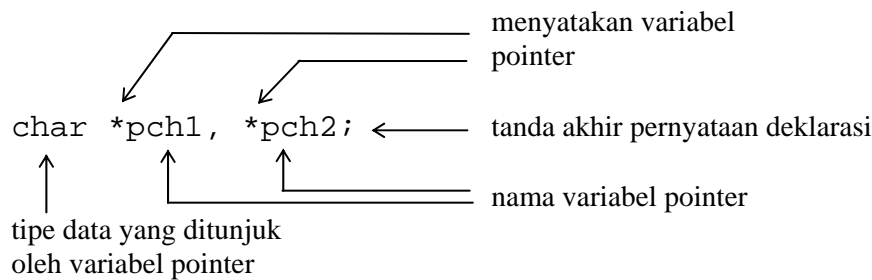 menyatakan variabel
pointer
char *pch1, *pch2;
tanda akhir pernyataan deklarasi
nama variabel pointer
tipe data yang ditunjuk
oleh variabel pointer